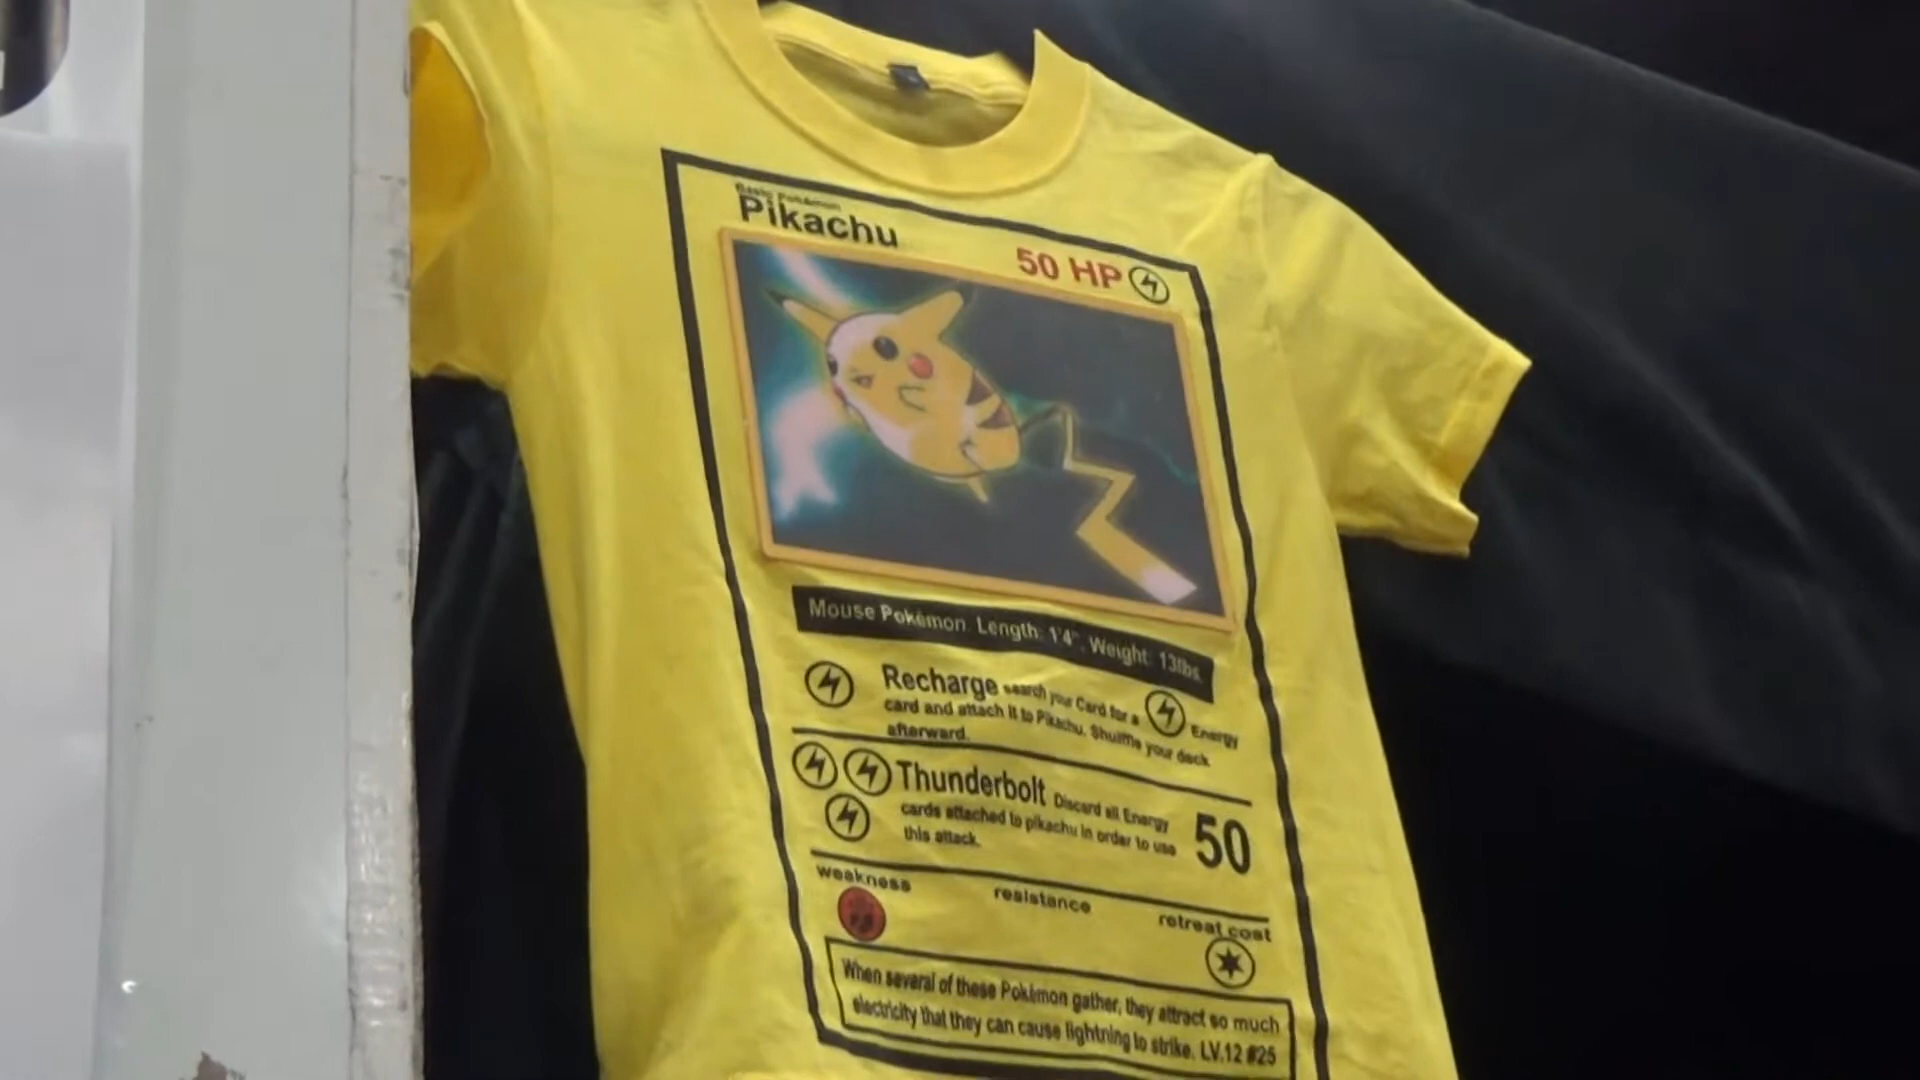 Basic Pokémon
Pikachu
50 HP
Mouse Pokémon. Length: 1'4". Weight: 13lbs.
Recharge search your Card for a Energy
card and attach it to Pikachu. Shuffle your deck
afterward.
Thunderbolt Discard all Energy
cards attached to pikachu in order to use
this attack.
50
weakness
resistance
retreat cost
When several of these Pokémon gather, they attract so much
electricity that they can cause lightning to strike. LV.12 #25